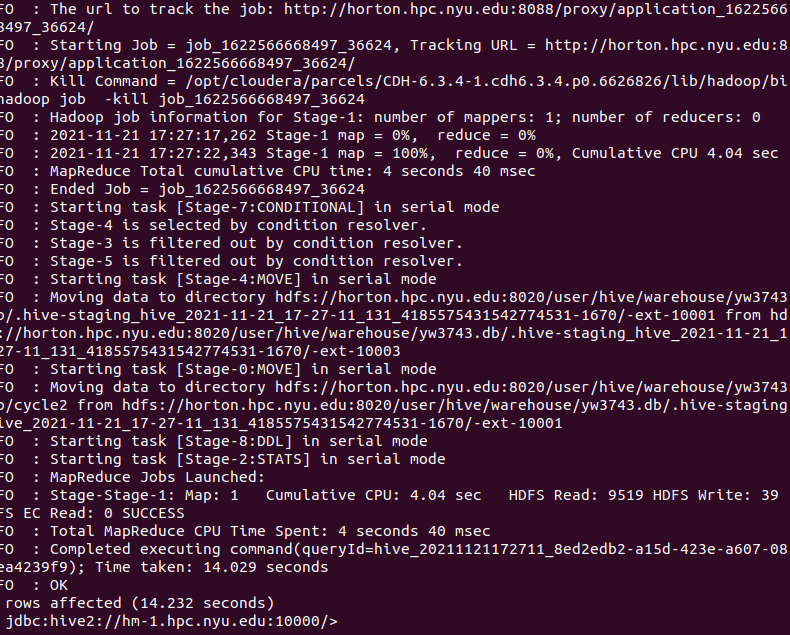 FO  : The url to track the job: http://horton.hpc.nyu.edu:8088/proxy/application_1622566
8497_36624/
FO  : Starting Job = job_1622566668497_36624, Tracking URL = http://horton.hpc.nyu.edu:8
8/proxy/application_1622566668497_36624/
FO  : Kill Command = /opt/cloudera/parcels/CDH-6.3.4-1.cdh6.3.4.p0.6626826/lib/hadoop/bi
hadoop job  -kill job_1622566668497_36624
FO  : Hadoop job information for Stage-1: number of mappers: 1; number of reducers: 0
FO  : 2021-11-21 17:27:17,262 Stage-1 map = 0%,  reduce = 0%
FO  : 2021-11-21 17:27:22,343 Stage-1 map = 100%,  reduce = 0%, Cumulative CPU 4.04 sec
FO  : MapReduce Total cumulative CPU time: 4 seconds 40 msec
FO  : Ended Job = job_1622566668497_36624
FO  : Starting task [Stage-7:CONDITIONAL] in serial mode
FO  : Stage-4 is selected by condition resolver.
FO  : Stage-3 is filtered out by condition resolver.
FO  : Stage-5 is filtered out by condition resolver.
FO  : Starting task [Stage-4:MOVE] in serial mode
FO  : Moving data to directory hdfs://horton.hpc.nyu.edu:8020/user/hive/warehouse/yw3743
b/.hive-staging_hive_2021-11-21_17-27-11_131_4185575431542774531-1670/-ext-10001 from hd
://horton.hpc.nyu.edu:8020/user/hive/warehouse/yw3743.db/.hive-staging_hive_2021-11-21_1
27-11_131_4185575431542774531-1670/-ext-10003
FO  : Starting task [Stage-0:MOVE] in serial mode
FO  : Moving data to directory hdfs://horton.hpc.nyu.edu:8020/user/hive/warehouse/yw3743
b/cycle2 from hdfs://horton.hpc.nyu.edu:8020/user/hive/warehouse/yw3743.db/.hive-staging
ive_2021-11-21_17-27-11_131_4185575431542774531-1670/-ext-10001
FO  : Starting task [Stage-8:DDL] in serial mode
FO  : Starting task [Stage-2:STATS] in serial mode
FO  : MapReduce Jobs Launched:
FO  : Stage-Stage-1: Map: 1   Cumulative CPU: 4.04 sec   HDFS Read: 9519 HDFS Write: 39
FS EC Read: 0 SUCCESS
FO  : Total MapReduce CPU Time Spent: 4 seconds 40 msec
FO  : Completed executing command(queryId=hive_20211121172711_8ed2edb2-a15d-423e-a607-08
ea4239f9); Time taken: 14.029 seconds
FO  : OK
rows affected (14.232 seconds)
jdbc:hive2://hm-1.hpc.nyu.edu:10000/>